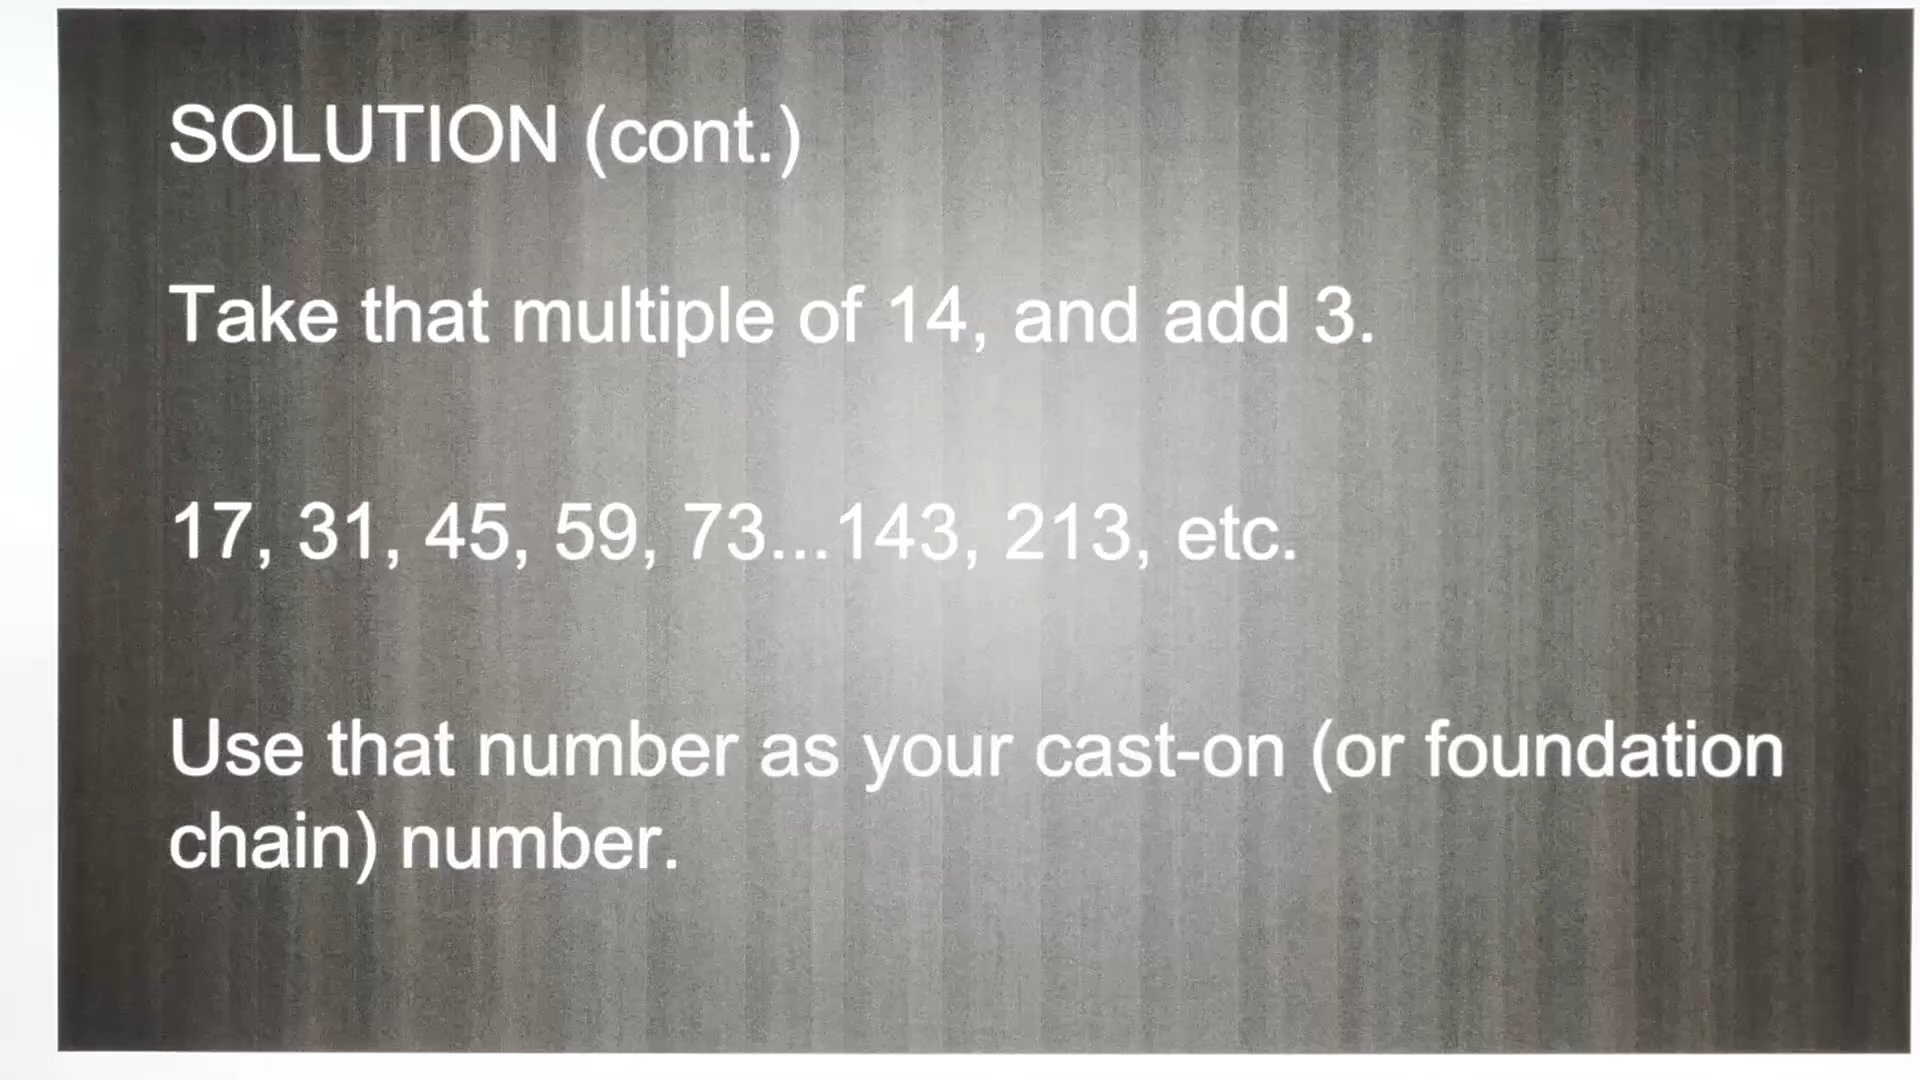 SOLUTION (cont.)
Take that multiple of 14, and add 3.
17, 31, 45, 59, 73...143, 213, etc.
Use that number as your cast-on (or foundation
chain) number.